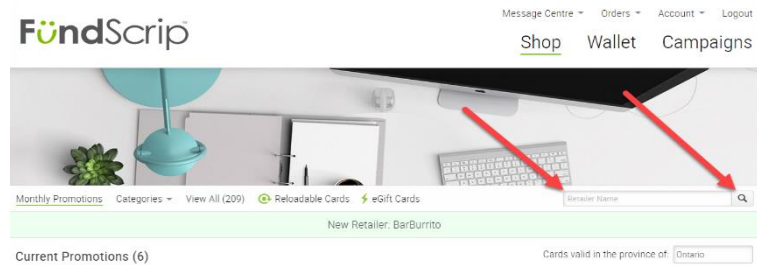 Message Centre Orders Account Logout
FündScrip
Shop Wallet Campaigns
Monthly Promotions Categories View All (209) Reloadable Cards eGift Cards Retailer Name
New Retailer: BarBurrito
Current Promotions (6) Cards valid in the province of: Ontario